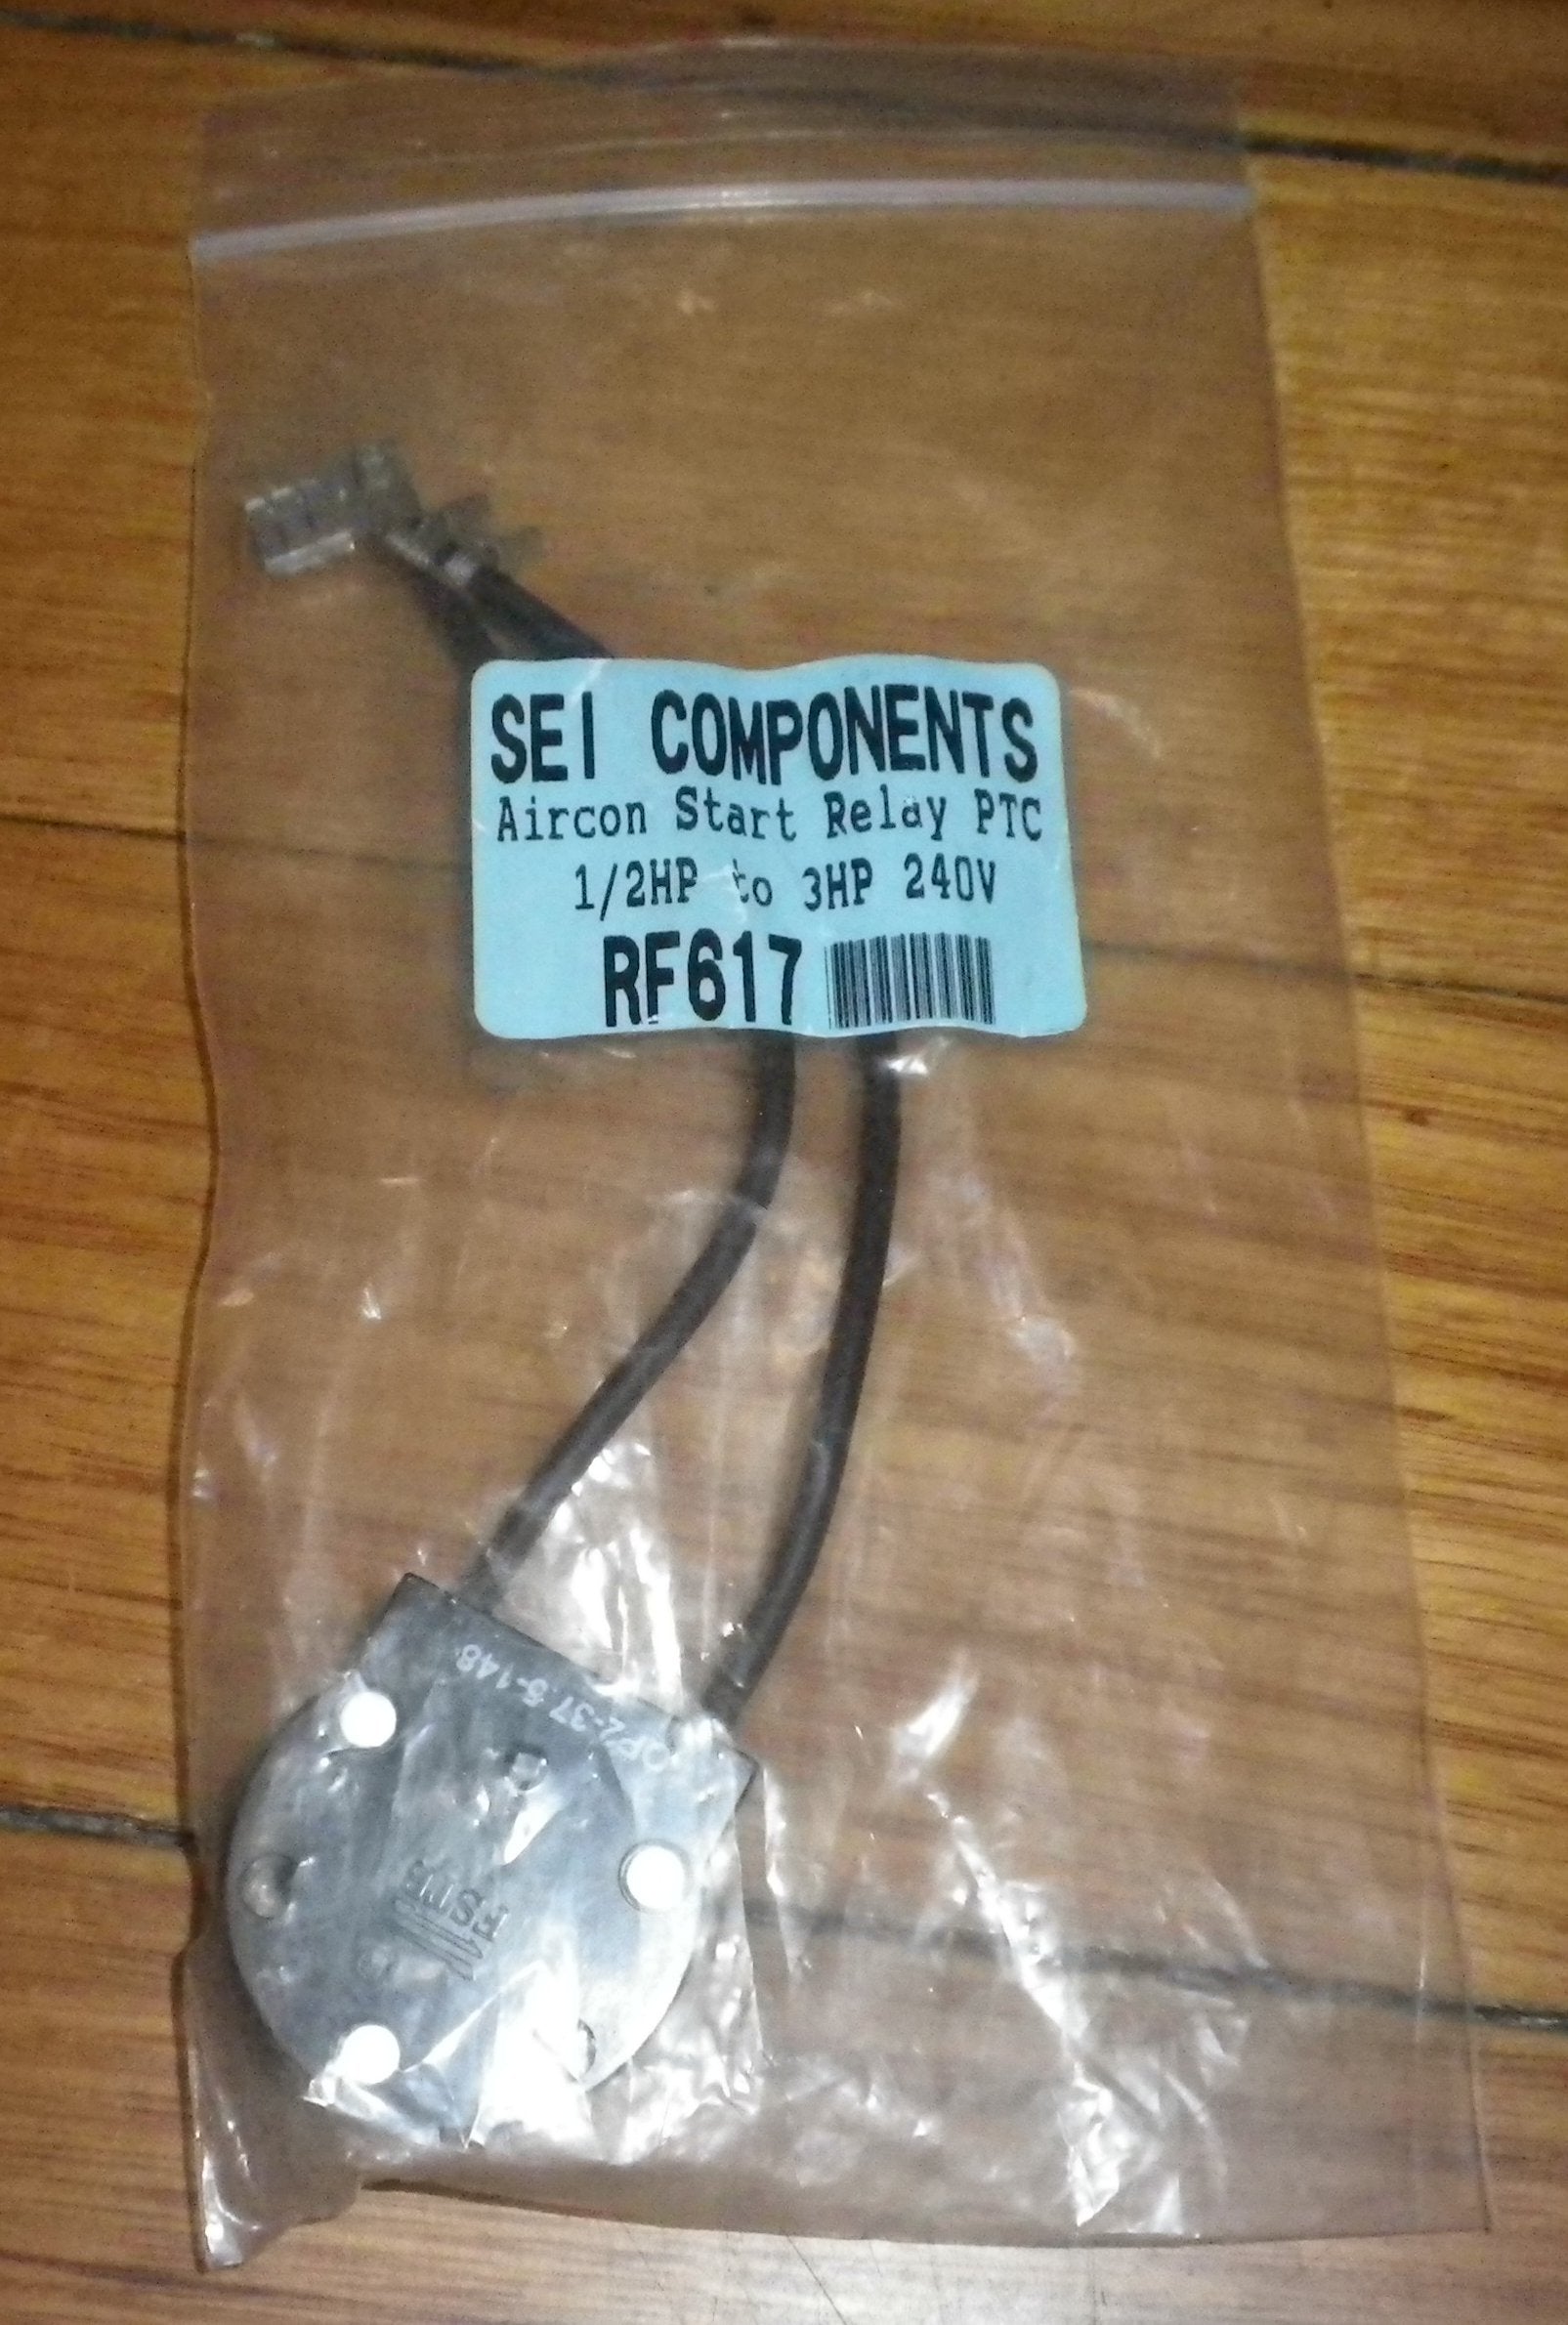 SEI COMPONENTS
Aircon Start Relay PTC
1/2HP to 3HP 240V
RF617